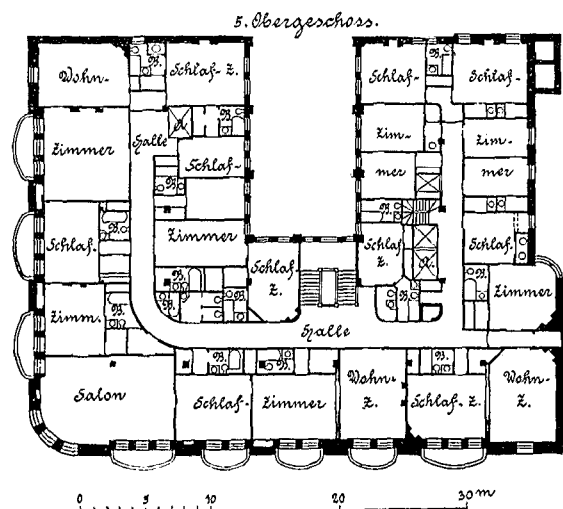 5. Obergeschoss.
B.
Wohn-
Schlaf-Z.
Schlaf-
Schlaf-
A.
B.
Halle
Zimmer
Zim-
Zim-
Schlaf-
mer
mer
B.
B.
B.
Schlaf-
Zimmer
Schlaf-
Z.
Schlaf-
Z.
A.
Schlaf.
B.
B.
Zimmer
Zimm.
B.
B.
B.
B.
Halle
B.
B.
B.
Salon
Schlaf-
Zimmer
Wohn-
Z.
Schlaf-Z.
Wohn-
Z.
0 5 10 20 30 m